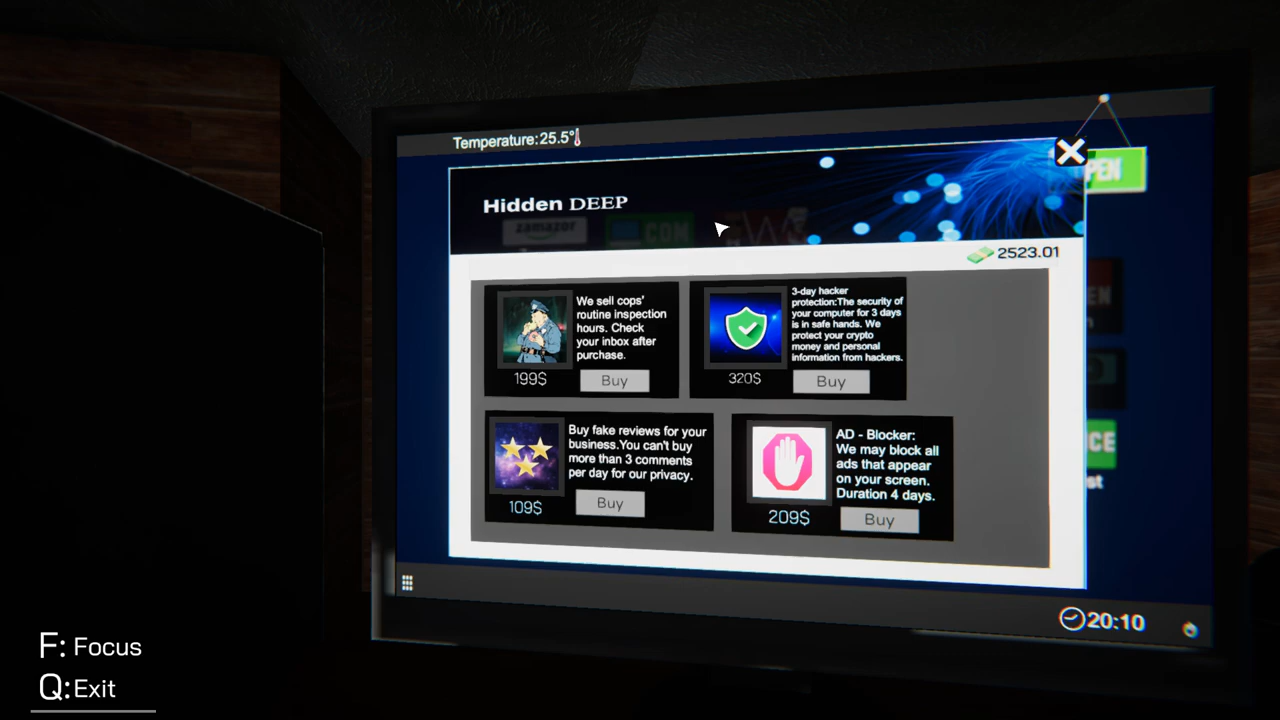 Temperature:25.5°
OPEN
Hidden DEEP
zamazor
COM
2523.01
We sell cops'
routine inspection
hours. Check
your inbox after
purchase.
199$
Buy
3-day hacker
protection:The security of
your computer for 3 days
is in safe hands. We
protect your crypto
money and personal
information from hackers.
320$
Buy
Buy fake reviews for your
business.You can't buy
more than 3 comments
per day for our privacy.
109$
Buy
AD - Blocker:
We may block all
ads that appear
on your screen.
Duration 4 days.
209$
Buy
20:10
F: Focus
Q:Exit